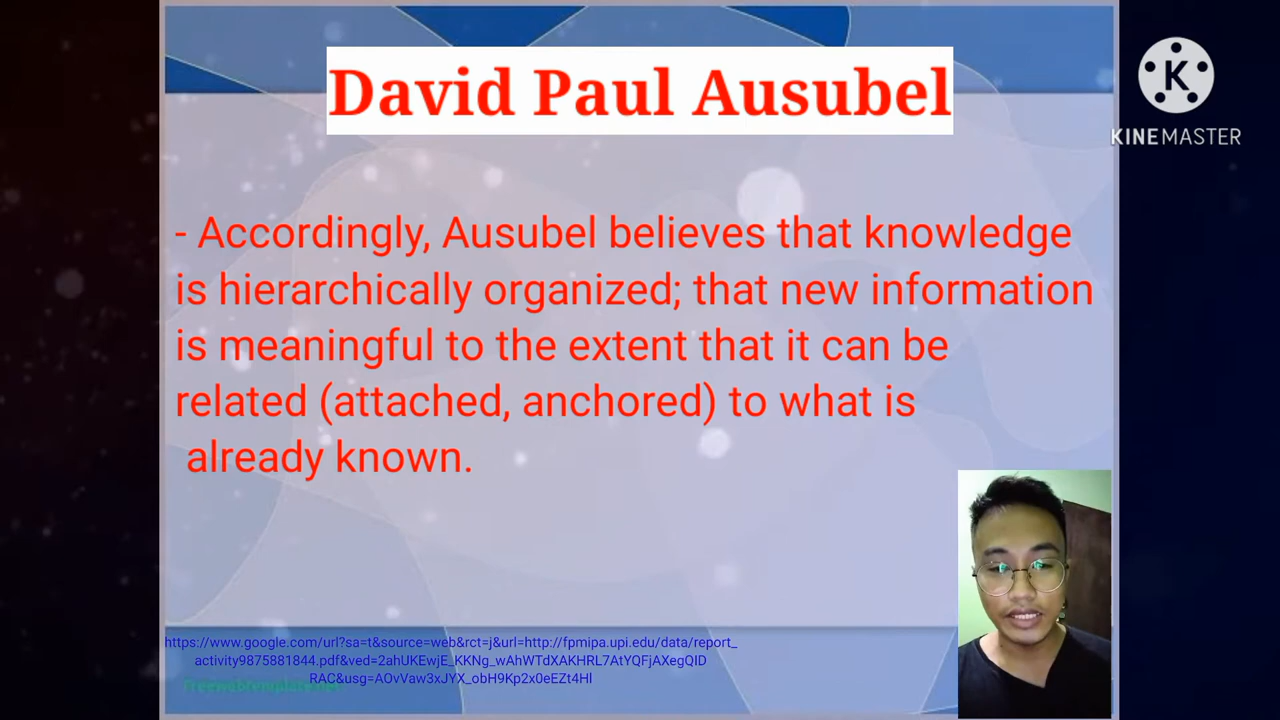 David Paul Ausubel
K
KINEMASTER
- Accordingly, Ausubel believes that knowledge
is hierarchically organized; that new information
is meaningful to the extent that it can be
related (attached, anchored) to what is
already known.
https://www.google.com/url?sa=t&source=web&rct=j&url=http://fpmipa.upi.edu/data/report_
activity9875881844.pdf&ved=2ahUKEwjE_KKNg_wAhWTdXAKHRL7AtYQFjAXegQID
RAC&usg=AOvVaw3xJYX_obH9Kp2x0eEZt4Hl